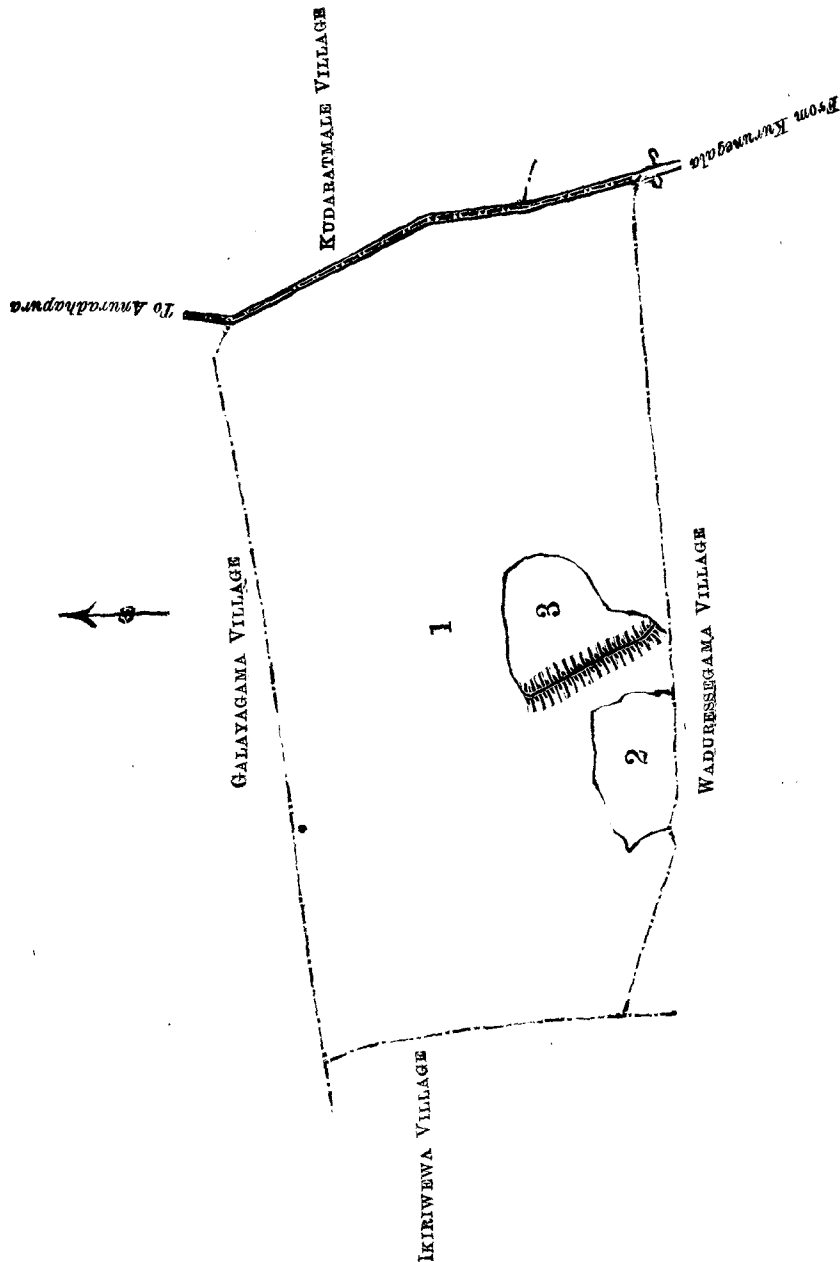 KUDARATMALE VILLAGE
From Kurunegala
To Anuradhapura
GALAYAGAMA VILLAGE
1
3
2
WADURESSEGAMA VILLAGE
IKIRIWEWA VILLAGE